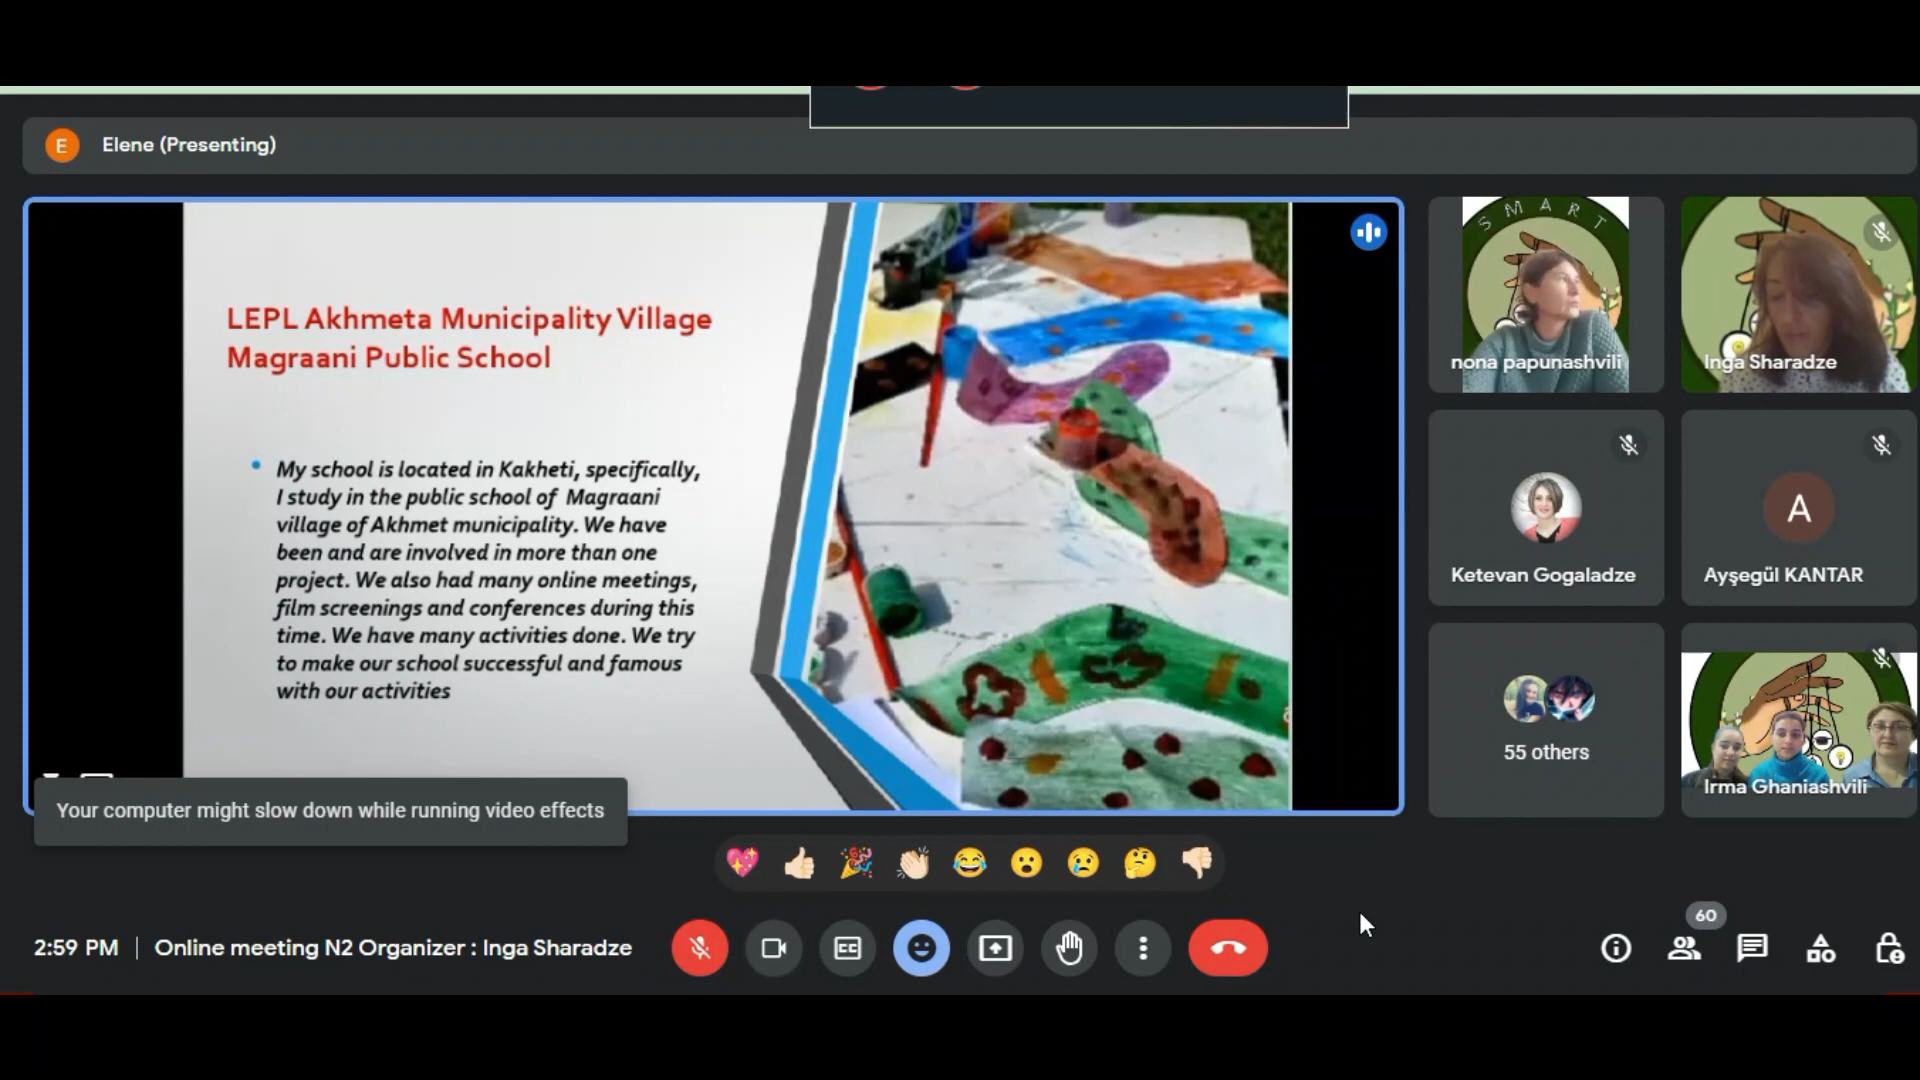 E
Elene (Presenting)
LEPL Akhmeta Municipality Village
Magraani Public School
• My school is located in Kakheti, specifically,
I study in the public school of Magraani
village of Akhmet municipality. We have
been and are involved in more than one
project. We also had many online meetings,
film screenings and conferences during this
time. We have many activities done. We try
to make our school successful and famous
with our activities
SMART
nona papunashvili
Inga Sharadze
Ketevan Gogaladze
A
Ayşegül KANTAR
55 others
Irma Ghaniashvili
Your computer might slow down while running video effects
2:59 PM | Online meeting N2 Organizer : Inga Sharadze
CC
60